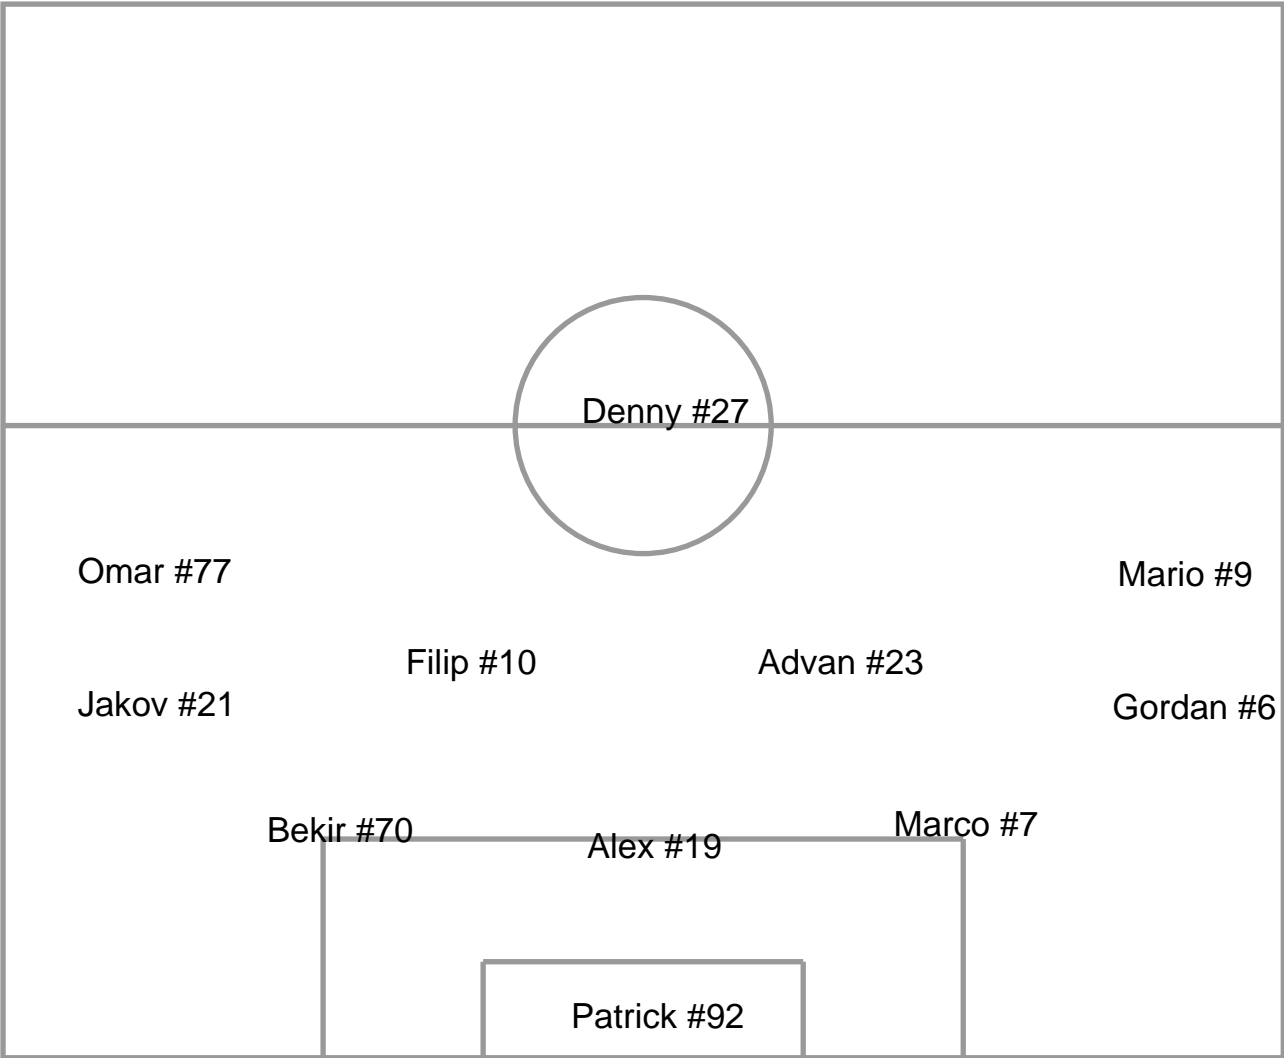 Denny #27
Omar #77
Mario #9
Filip #10
Advan #23
Jakov #21
Gordan #6
Bekir #70
Alex #19
Marco #7
Patrick #92